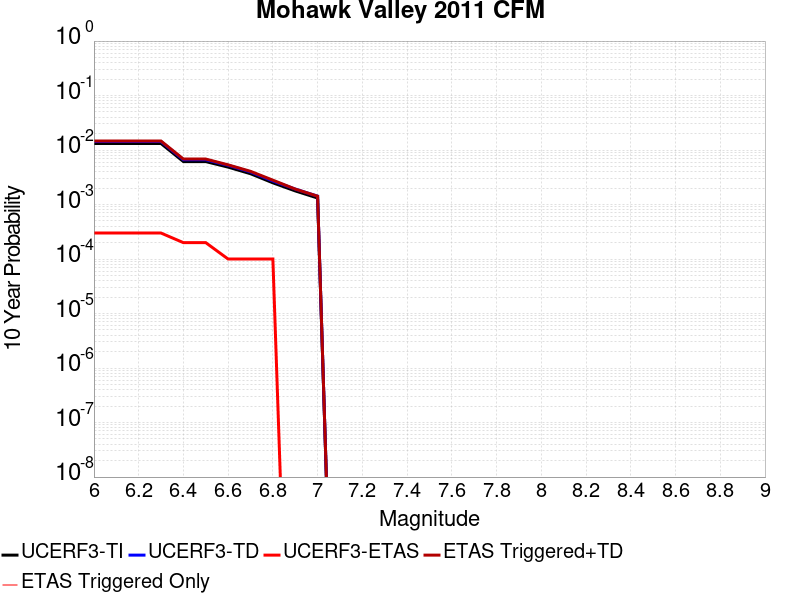 Mohawk Valley 2011 CFM
10 Year Probability
10^0
10^-1
10^-2
10^-3
10^-4
10^-5
10^-6
10^-7
10^-8
6 6.2 6.4 6.6 6.8 7 7.2 7.4 7.6 7.8 8 8.2 8.4 8.6 8.8 9
Magnitude
UCERF3-TI UCERF3-TD UCERF3-ETAS ETAS Triggered+TD
ETAS Triggered Only